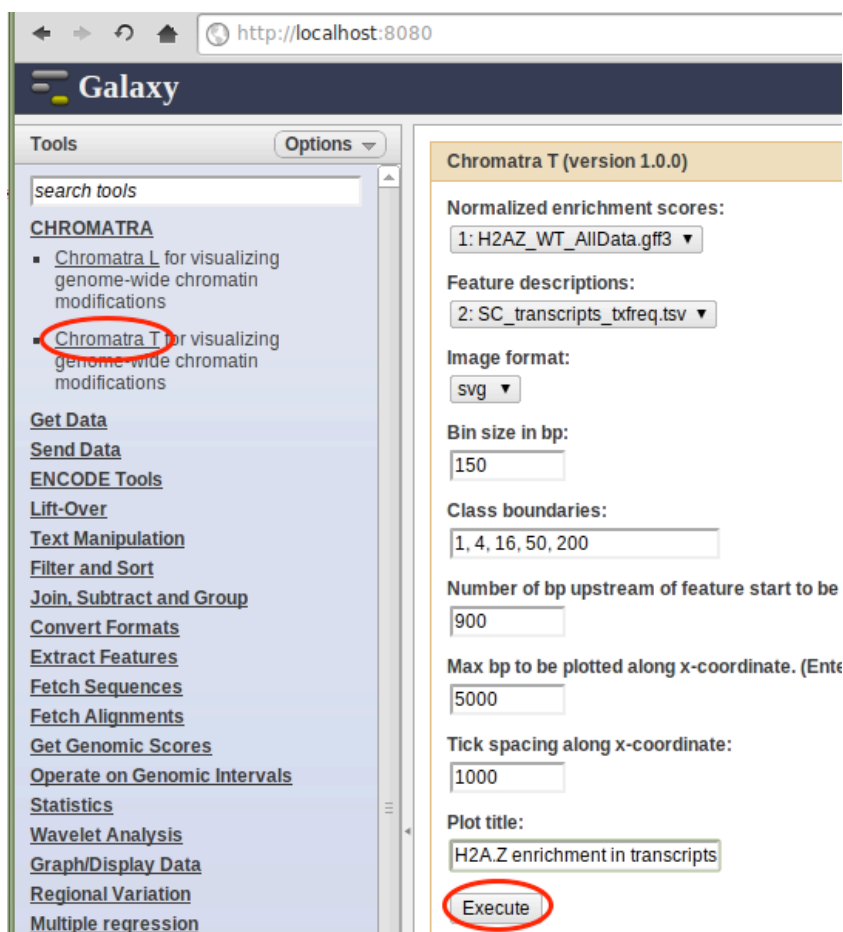 http://localhost:8080
Galaxy
Tools
Options
search tools
CHROMATRA
Chromatra L for visualizing
genome-wide chromatin
modifications
Chromatra T for visualizing
genome-wide chromatin
modifications
Get Data
Send Data
ENCODE Tools
Lift-Over
Text Manipulation
Filter and Sort
Join, Subtract and Group
Convert Formats
Extract Features
Fetch Sequences
Fetch Alignments
Get Genomic Scores
Operate on Genomic Intervals
Statistics
Wavelet Analysis
Graph/Display Data
Regional Variation
Multiple regression
Chromatra T (version 1.0.0)
Normalized enrichment scores:
1: H2AZ_WT_AllData.gff3
Feature descriptions:
2: SC_transcripts_txfreq.tsv
Image format:
svg
Bin size in bp:
150
Class boundaries:
1, 4, 16, 50, 200
Number of bp upstream of feature start to be
900
Max bp to be plotted along x-coordinate. (Ente
5000
Tick spacing along x-coordinate:
1000
Plot title:
H2A.Z enrichment in transcripts
Execute